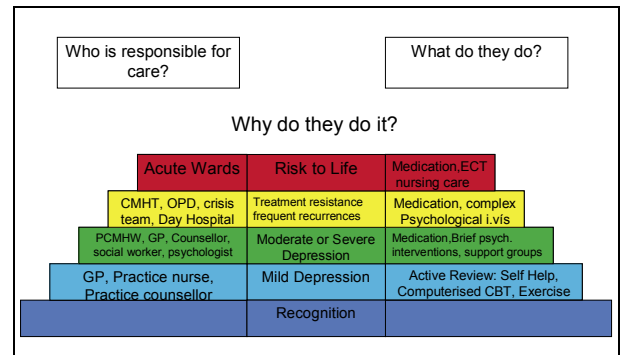 Who is responsible for
care?
What do they do?
Why do they do it?
Acute Wards
Risk to Life
Medication,ECT
nursing care
CMHT, OPD, crisis
team, Day Hospital
Treatment resistance
frequent recurrences
Medication, complex
Psychological i.vís
PCMHW, GP, Counsellor,
social worker, psychologist
Moderate or Severe
Depression
Medication,Brief psych.
interventions, support groups
GP, Practice nurse,
Practice counsellor
Mild Depression
Active Review: Self Help,
Computerised CBT, Exercise
Recognition